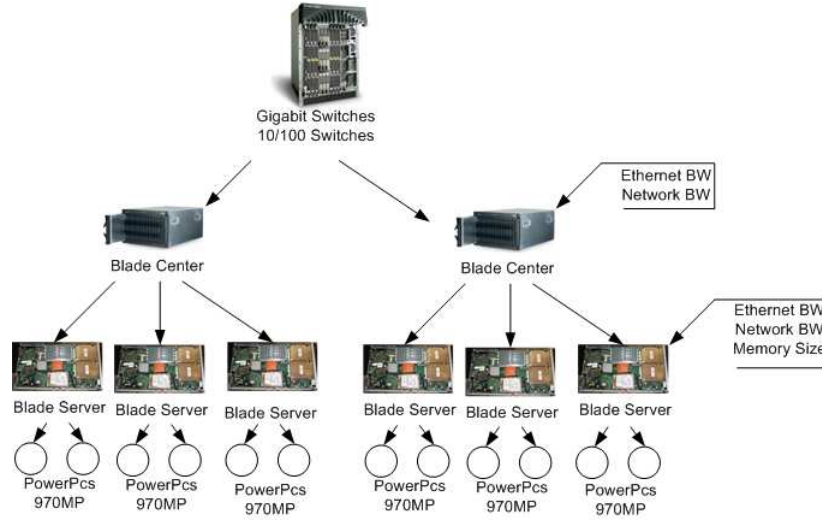 Gigabit Switches
10/100 Switches
Ethernet BW
Network BW
Blade Center
Blade Center
Ethernet BW
Network BW
Memory Size
Blade Server
Blade Server
Blade Server
Blade Server
Blade Server
Blade Server
PowerPcs
970MP
PowerPcs
970MP
PowerPcs
970MP
PowerPcs
970MP
PowerPcs
970MP
PowerPcs
970MP